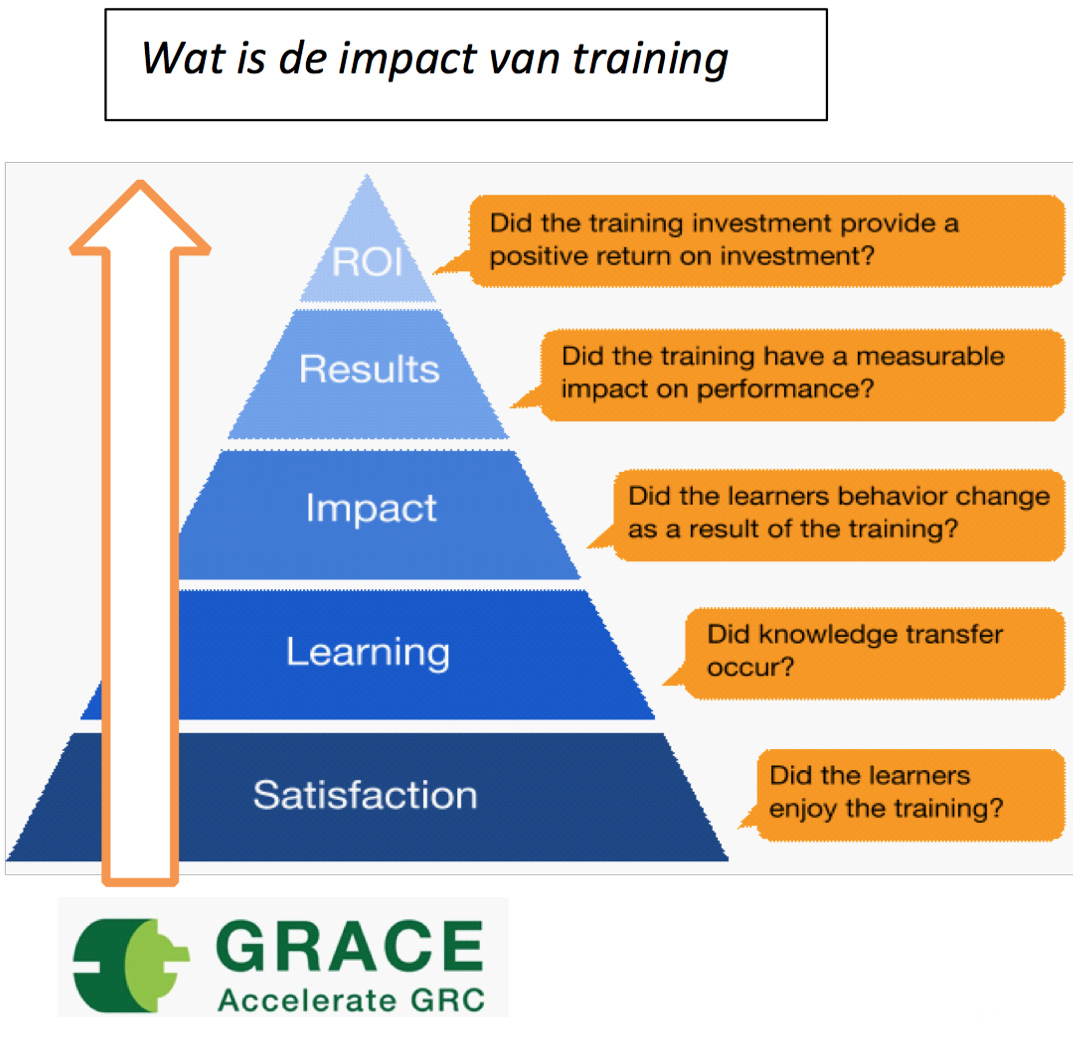 Wat is de impact van training
ROI
Did the training investment provide a
positive return on investment?
Results
Did the training have a measurable
impact on performance?
Impact
Did the learners behavior change
as a result of the training?
Learning
Did knowledge transfer
occur?
Satisfaction
Did the learners
enjoy the training?
GRACE
Accelerate GRC